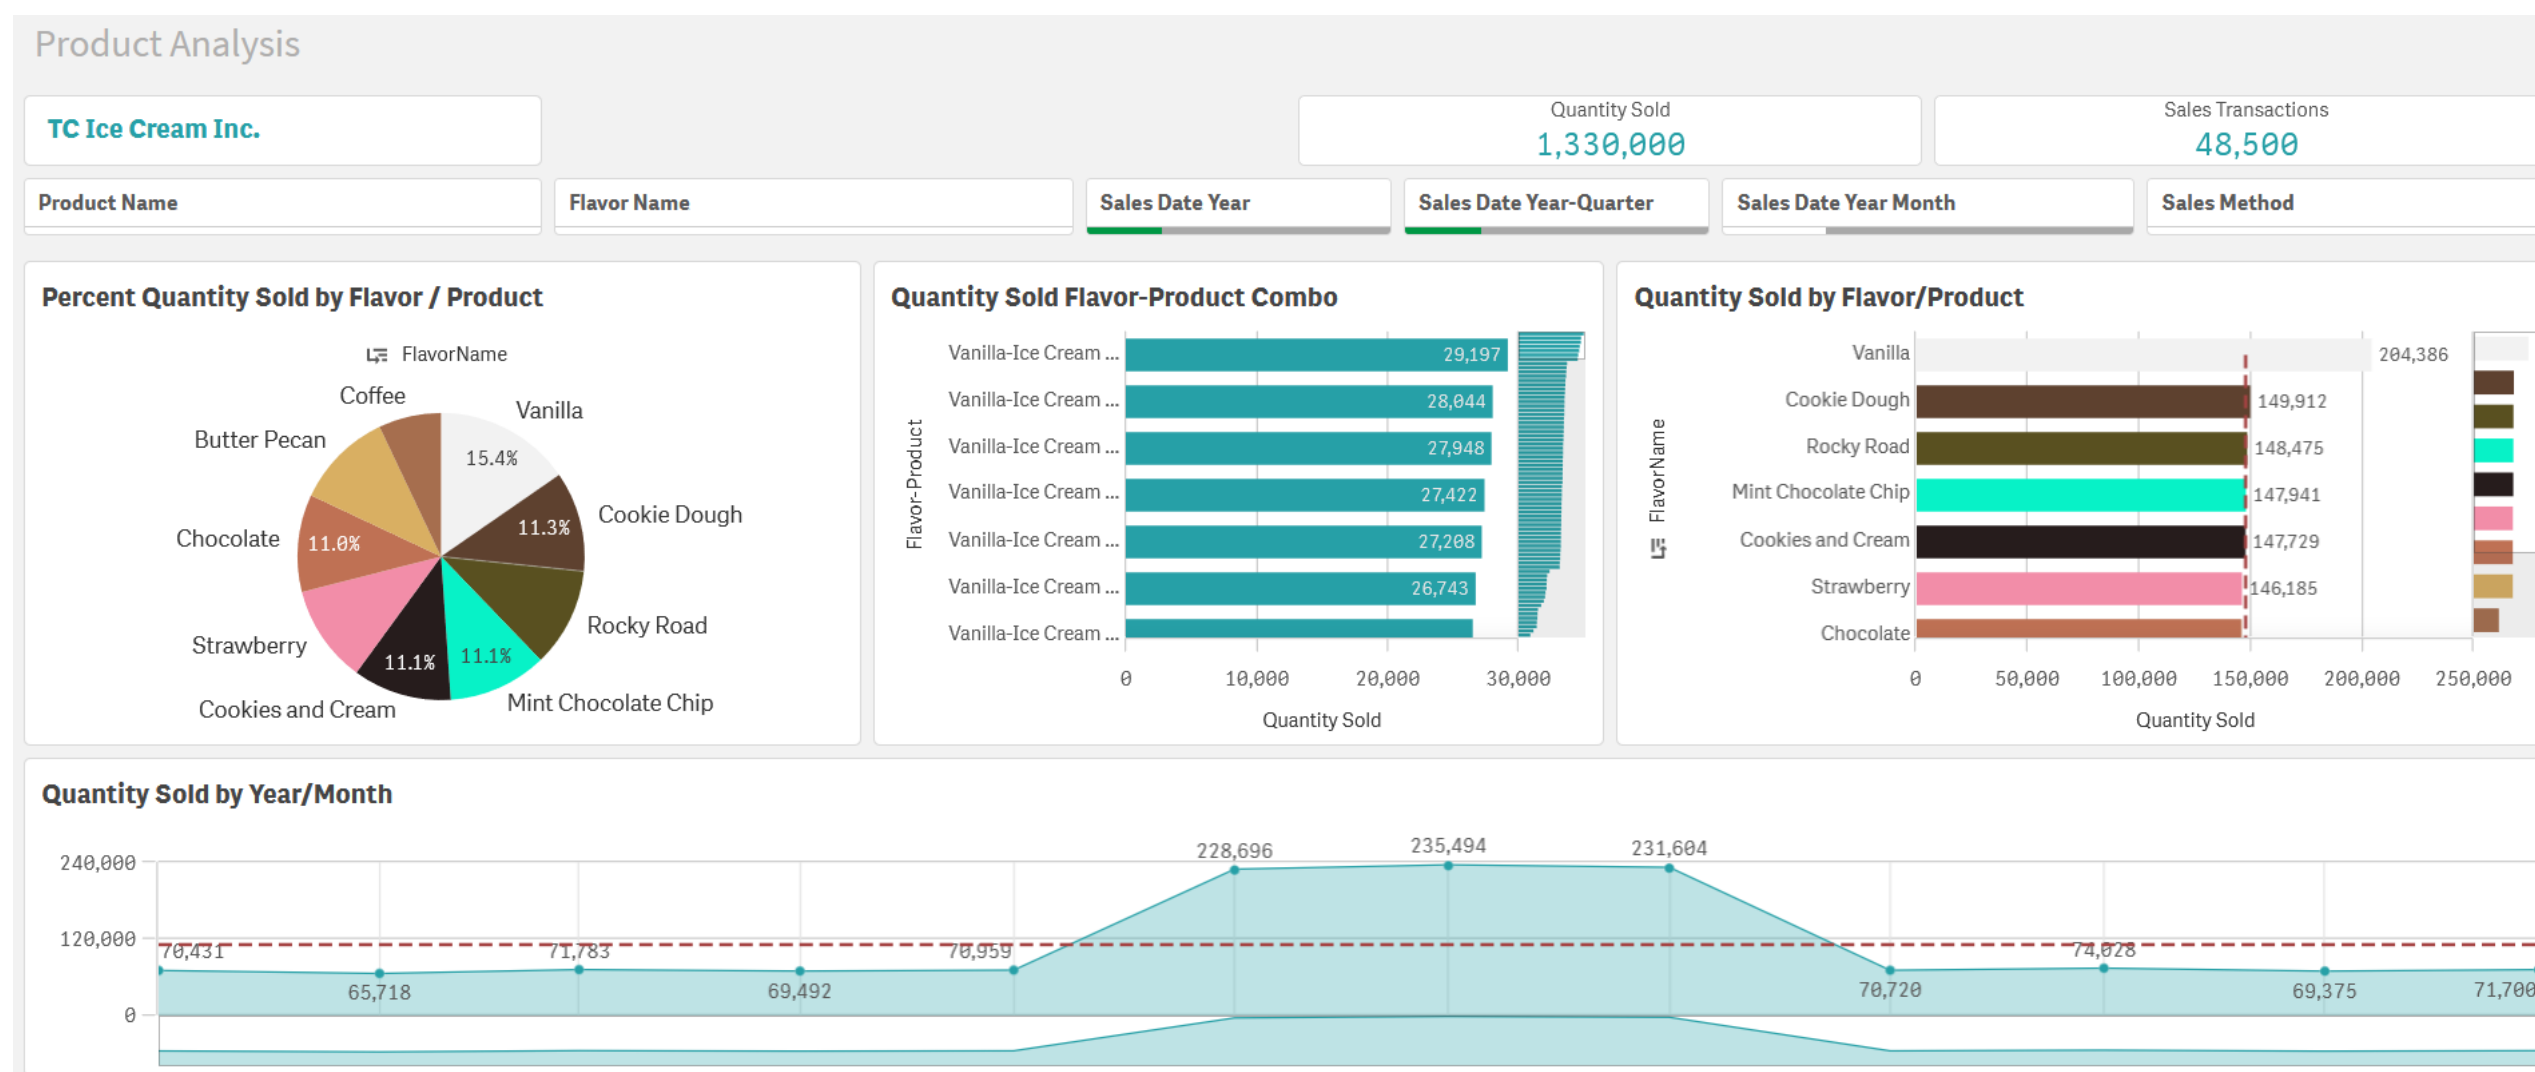 Product Analysis
TC Ice Cream Inc.
Quantity Sold
1,330,000
Sales Transactions
48,500
Product Name
Flavor Name
Sales Date Year
Sales Date Year-Quarter
Sales Date Year Month
Sales Method
Percent Quantity Sold by Flavor / Product
FlavorName
Coffee
Vanilla
Butter Pecan
15.4%
Cookie Dough
11.3%
Chocolate
11.0%
Rocky Road
Strawberry
11.1%
11.1%
Mint Chocolate Chip
Cookies and Cream
Quantity Sold Flavor-Product Combo
Flavor-Product
Vanilla-Ice Cream ...
29,197
Vanilla-Ice Cream ...
28,044
Vanilla-Ice Cream ...
27,948
Vanilla-Ice Cream ...
27,422
Vanilla-Ice Cream ...
27,208
Vanilla-Ice Cream ...
26,743
Vanilla-Ice Cream ...
0
10,000
20,000
30,000
Quantity Sold
Quantity Sold by Flavor/Product
FlavorName
Vanilla
204,386
Cookie Dough
149,912
Rocky Road
148,475
Mint Chocolate Chip
147,941
Cookies and Cream
147,729
Strawberry
146,185
Chocolate
0
50,000
100,000
150,000
200,000
250,000
Quantity Sold
Quantity Sold by Year/Month
240,000
120,000
0
70,431
65,718
71,783
69,492
70,959
228,696
235,494
231,604
70,720
74,028
69,375
71,700